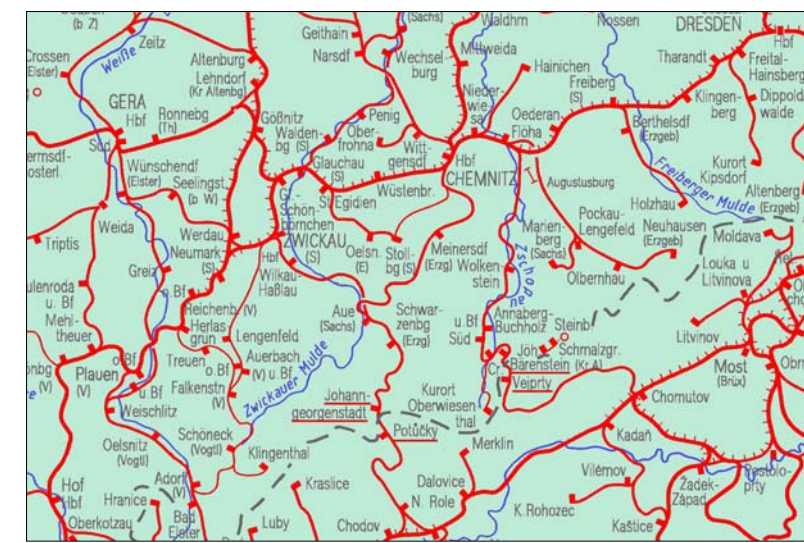 (b Z)
Zeitz
Crossen
(Elster)
Weiße
Altenburg
Lehndorf
(Kr Altenbg)
Geithain
Narsdf
(Sachs)
Wechsel-
burg
Waldhm
Mittweida
Nossen
DRESDEN
Hbf
Hainichen
Freiberg
(S)
Tharandt
Freital-
Hainsberg
GERA
Hbf
Süd
Ronnebg
(Th)
Gößnitz
Walden-
bg (S)
Penig
Ober-
frohna
Witt-
gensdf
Nieder-
wie-
sa
Oederan
Flöha
Berthelsdf
(Erzgeb)
Klingen-
berg
Dippold
walde
Wünschendf
(Elster)
Seelingst.
(b W)
Glauchau
(S)
St Egidien
Wüstenbr.
Hbf
CHEMNITZ
Augustusburg
Freiberger Mulde
Kurort
Kipsdorf
Altenberg
(Erzgeb)
Weida
Triptis
Werdau
Neumark
(S)
Schön-
börnchen
ZWICKAU
(S)
Hbf
Wilkau-
Haßlau
Oelsn.
(E)
Stoll-
bg (S)
Meinersdf
(Erzg)
Wolken-
stein
Zschopau
Marien-
berg
(Sachs)
Pockau-
Lengefeld
Olbernhau
Holzhau
Neuhausen
(Erzgeb)
Moldava
Louka u
Litvinova
Greiz
o.Bf
u. Bf
Mehl-
theuer
Reichenb. (V)
Herlas-
grun
Lengenfeld
Aue
(Sachs)
Schwar-
zenbg
(Erzg)
u.Bf
Süd
Annaberg-
Buchholz
Steinb
Jöh
Schmalzgr.
(Kr A)
Bärenstein
Cr
Vejprty
Litvinov
Most
(Brüx)
Plauen
(V)
o.Bf
u.Bf
Weischlitz
Treuen
o.Bf
Auerbach
(V) u.Bf
Falkenstn
(V)
Zwickauer Mulde
Johann-
georgenstadt
Potůčky
Kurort
Oberwiesen
thal
Chomutov
Kadaň
Oelsnitz
(Vogtl)
Schöneck
(Vogtl)
Klingenthal
Merklin
Vilémov
Žadek-
Západ
Hof
Hbf
Oberkotzau
Hranice
Adorf
(V)
Bad
Elster
Kraslice
Luby
Chodov
Dalovice
N. Role
K. Rohozec
Kaštice